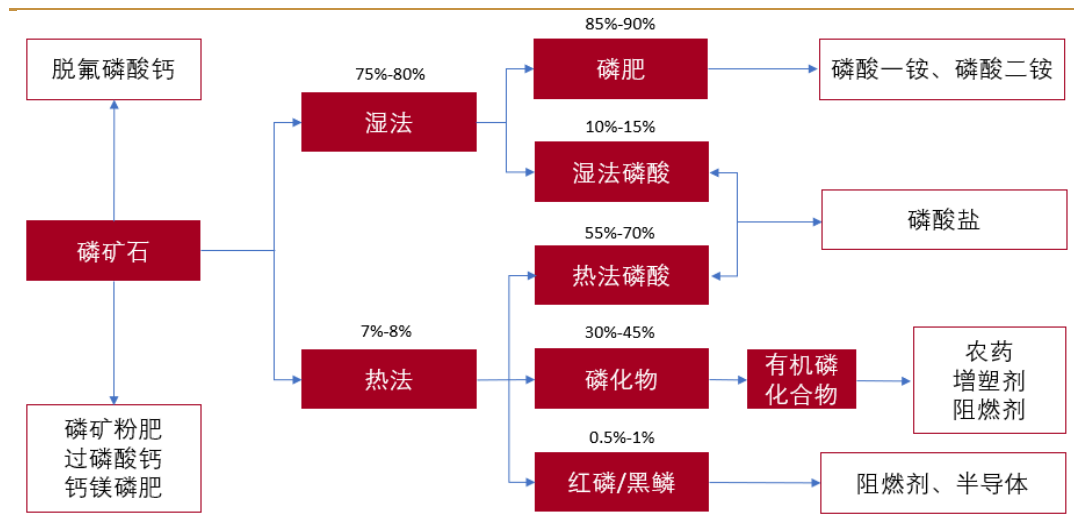 脱氟磷酸钙
磷矿石
磷矿粉肥
过磷酸钙
钙镁磷肥
75%-80%
湿法
7%-8%
热法
85%-90%
磷肥
10%-15%
湿法磷酸
55%-70%
热法磷酸
30%-45%
磷化物
0.5%-1%
红磷/黑鳞
有机磷
化合物
磷酸一铵、磷酸二铵
磷酸盐
农药
增塑剂
阻燃剂
阻燃剂、半导体